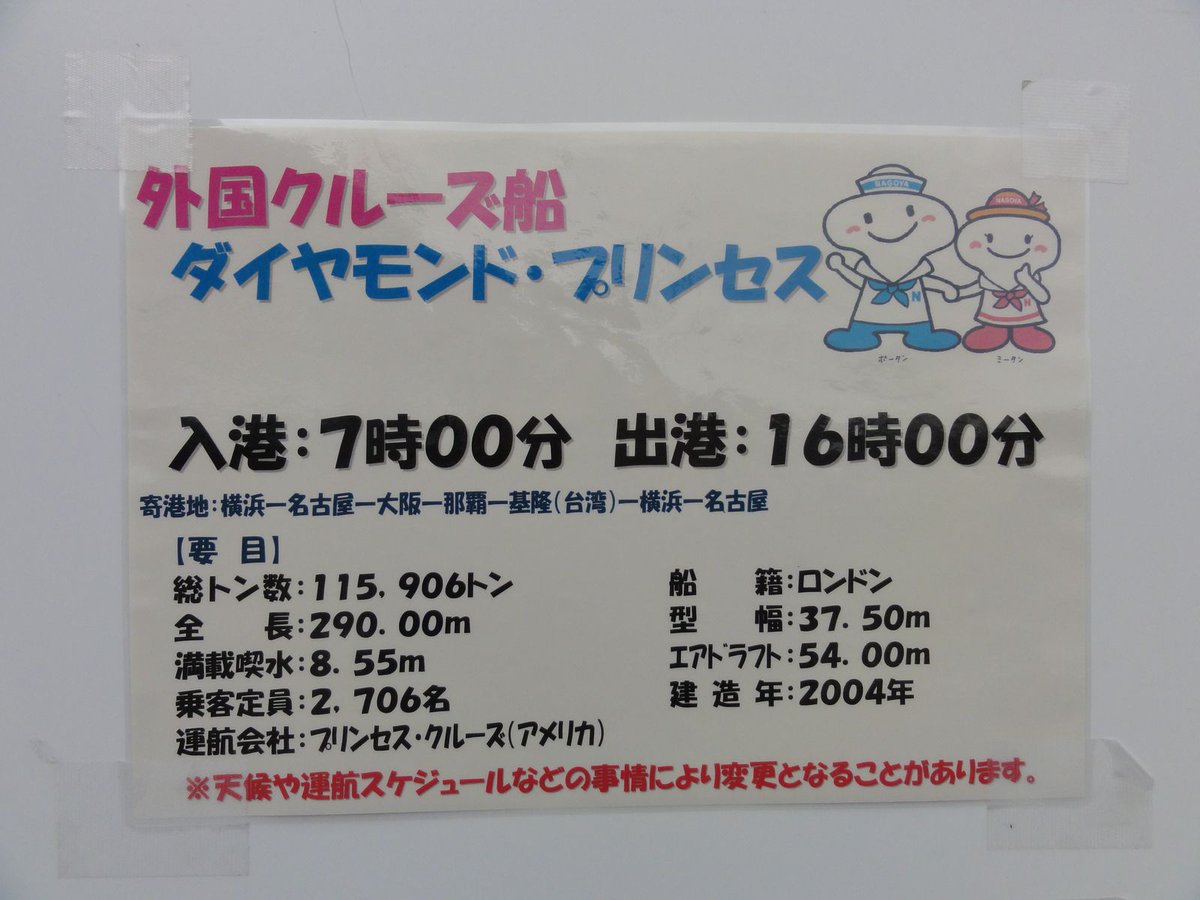 外国クルーズ船
ダイヤモンド・プリンセス
NAGOYA
NAGOYA
N
N
ポータン
ミータン
入港：7時00分　出港：16時00分
寄港地：横浜ー名古屋ー大阪ー那覇ー基隆（台湾）ー横浜ー名古屋
【要　目】
総トン数：115，906トン　船　　籍：ロンドン
全　　長：290．00m　型　　幅：37．50m
満載喫水：8．55m　エアドラフト：54．00m
乗客定員：2，706名　建 造 年：2004年
運航会社：プリンセス・クルーズ（アメリカ）
※天候や運航スケジュールなどの事情により変更となることがあります。